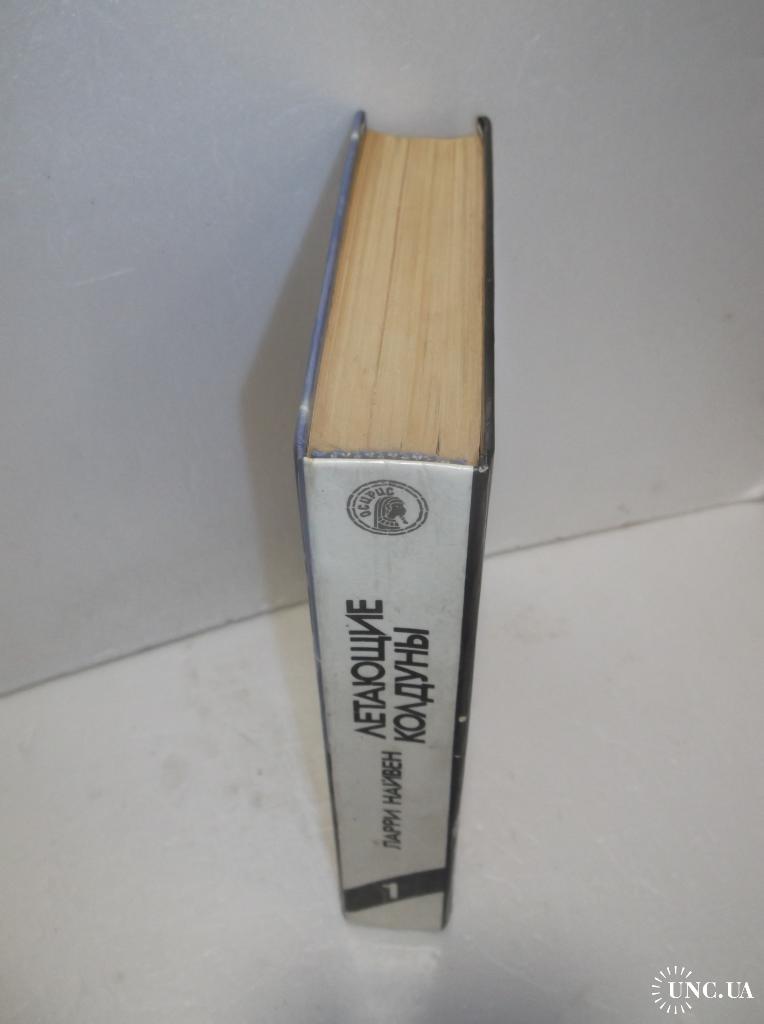 ОСИРИС
ЛЕТАЮЩИЕ
КОЛДУНЫ
ЛАРРИ НАЙВЕН
1
UNC.UA